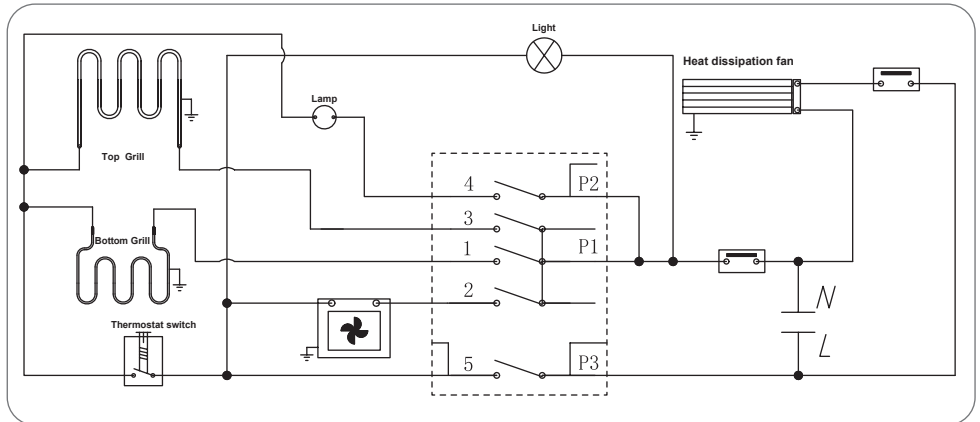 Light
Heat dissipation fan
Lamp
Top Grill
4
P2
3
P1
1
Bottom Grill
2
N
Thermostat switch
L
5
P3